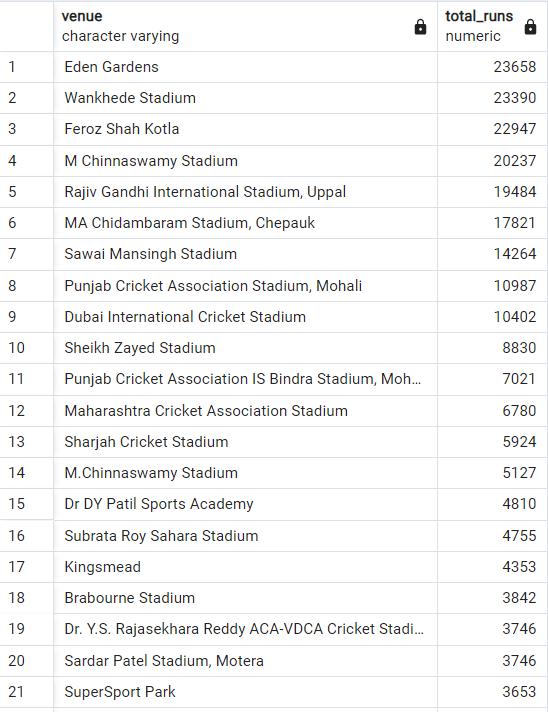 venue total_runs
character varying numeric
1 Eden Gardens 23658
2 Wankhede Stadium 23390
3 Feroz Shah Kotla 22947
4 M Chinnaswamy Stadium 20237
5 Rajiv Gandhi International Stadium, Uppal 19484
6 MA Chidambaram Stadium, Chepauk 17821
7 Sawai Mansingh Stadium 14264
8 Punjab Cricket Association Stadium, Mohali 10987
9 Dubai International Cricket Stadium 10402
10 Sheikh Zayed Stadium 8830
11 Punjab Cricket Association IS Bindra Stadium, Moh... 7021
12 Maharashtra Cricket Association Stadium 6780
13 Sharjah Cricket Stadium 5924
14 M.Chinnaswamy Stadium 5127
15 Dr DY Patil Sports Academy 4810
16 Subrata Roy Sahara Stadium 4755
17 Kingsmead 4353
18 Brabourne Stadium 3842
19 Dr. Y.S. Rajasekhara Reddy ACA-VDCA Cricket Stadi... 3746
20 Sardar Patel Stadium, Motera 3746
21 SuperSport Park 3653